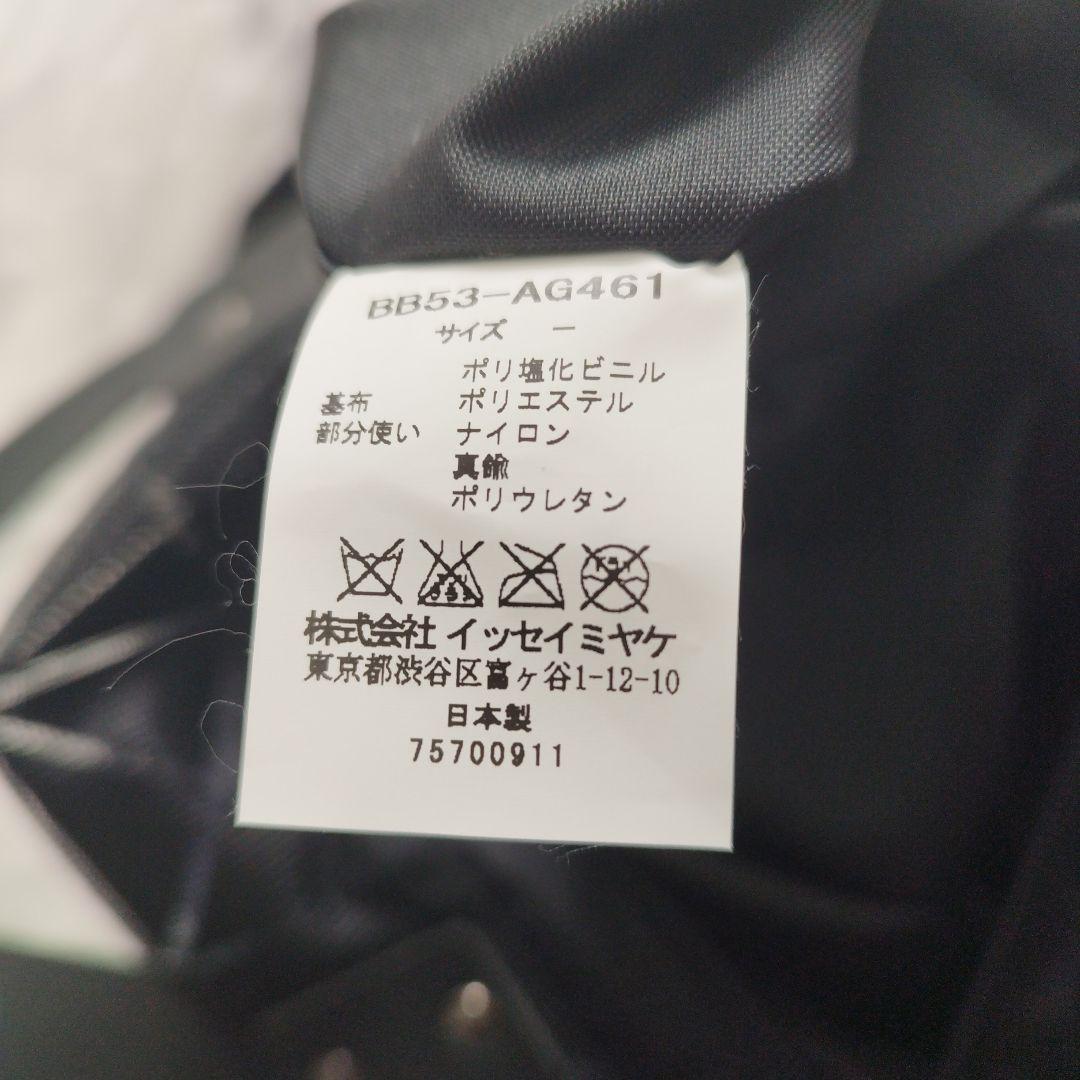 BB53-AG461
サイズ －
ポリ塩化ビニル
基布 ポリエステル
部分使い ナイロン
真鍮
ポリウレタン
株式会社 イッセイミヤケ
東京都渋谷区富ヶ谷1-12-10
日本製
75700911